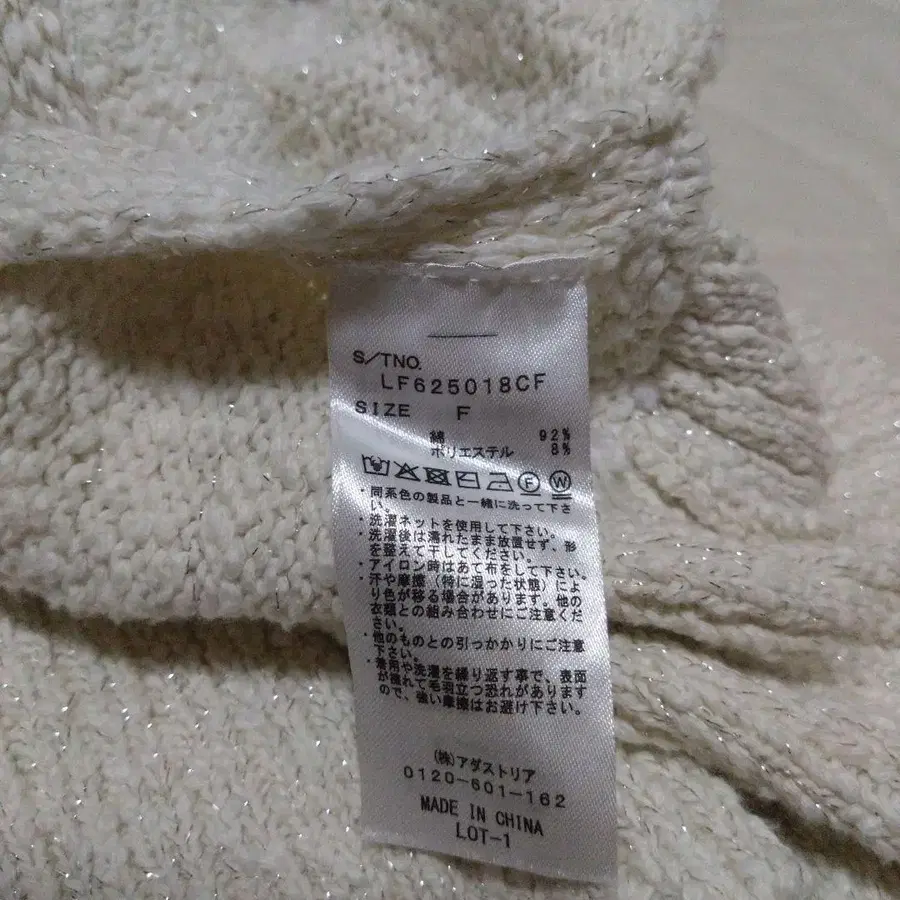 S/TNO.
LF625018CF
SIZE F
綿 92%
ポリエステル 8%
F W
・同系色の製品と一緒に洗って下さ
い。
・洗濯ネットを使用して下さい。
・洗濯後は濡れたまま放置せず、形
を整えて干してください。
・アイロン時はあて布をして下さい。
・汗や摩擦（特に湿った状態）によ
り色が移る場合があります。他の
衣類との組み合わせにご注意くだ
さい。
・他のものとの引っかかりにご注意
下さい。
・着用や洗濯を繰り返す事で、表面
が擦れて毛羽立つ恐れがあります
ので、強い摩擦はお避け下さい。
(株)アダストリア
0120-601-162
MADE IN CHINA
LOT-1